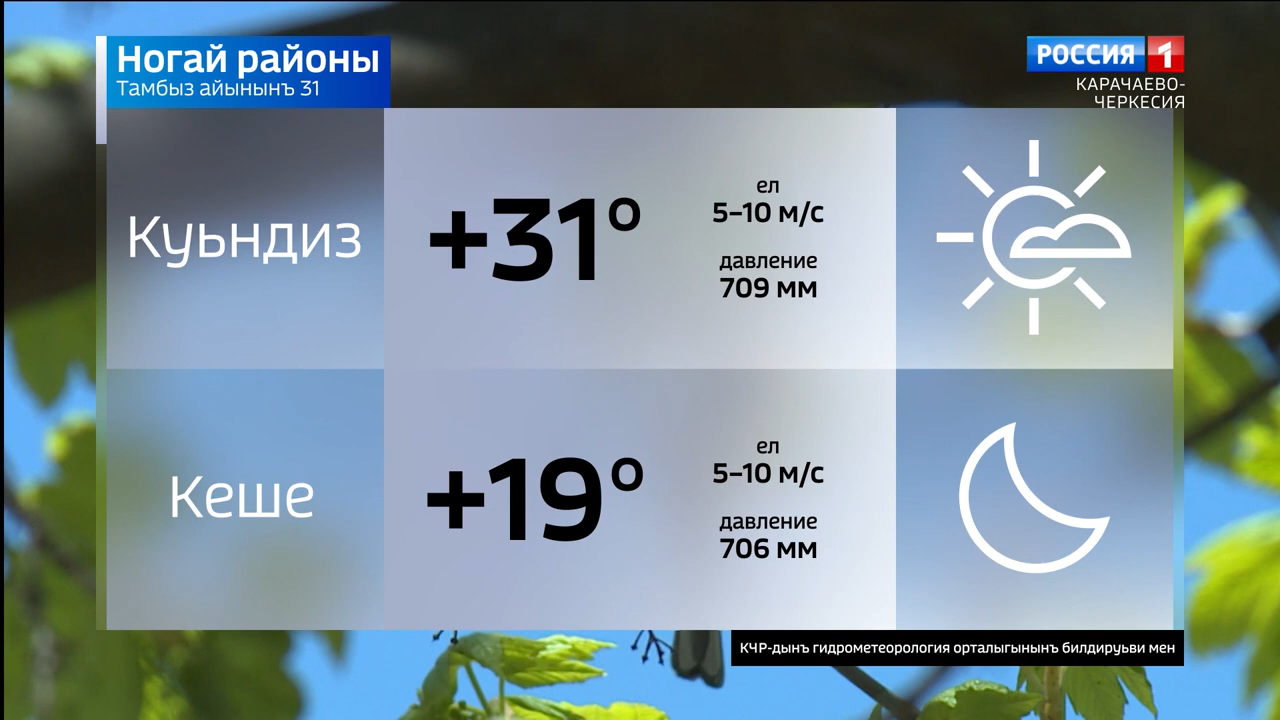 Ногай районы
Тамбыз айынынъ 31
РОССИЯ 1
КАРАЧАЕВО-
ЧЕРКЕСИЯ
Куьндиз
+31°
ел
5–10 м/с
давление
709 мм
Кеше
+19°
ел
5–10 м/с
давление
706 мм
КЧР-дынъ гидрометеорология орталыгынынъ билдируьви мен